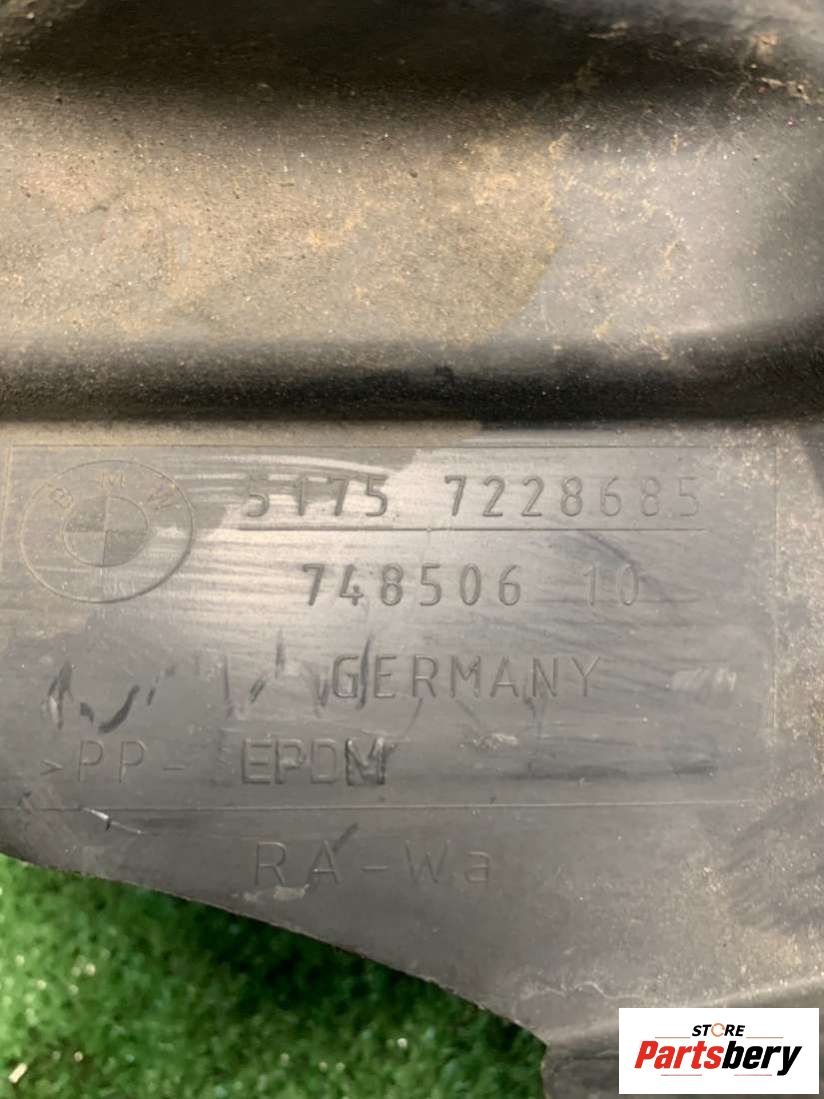 BMW
5175 7228685
748506 10
GERMANY
>PP- EPDM
RA-Wa
STORE
Partsbery